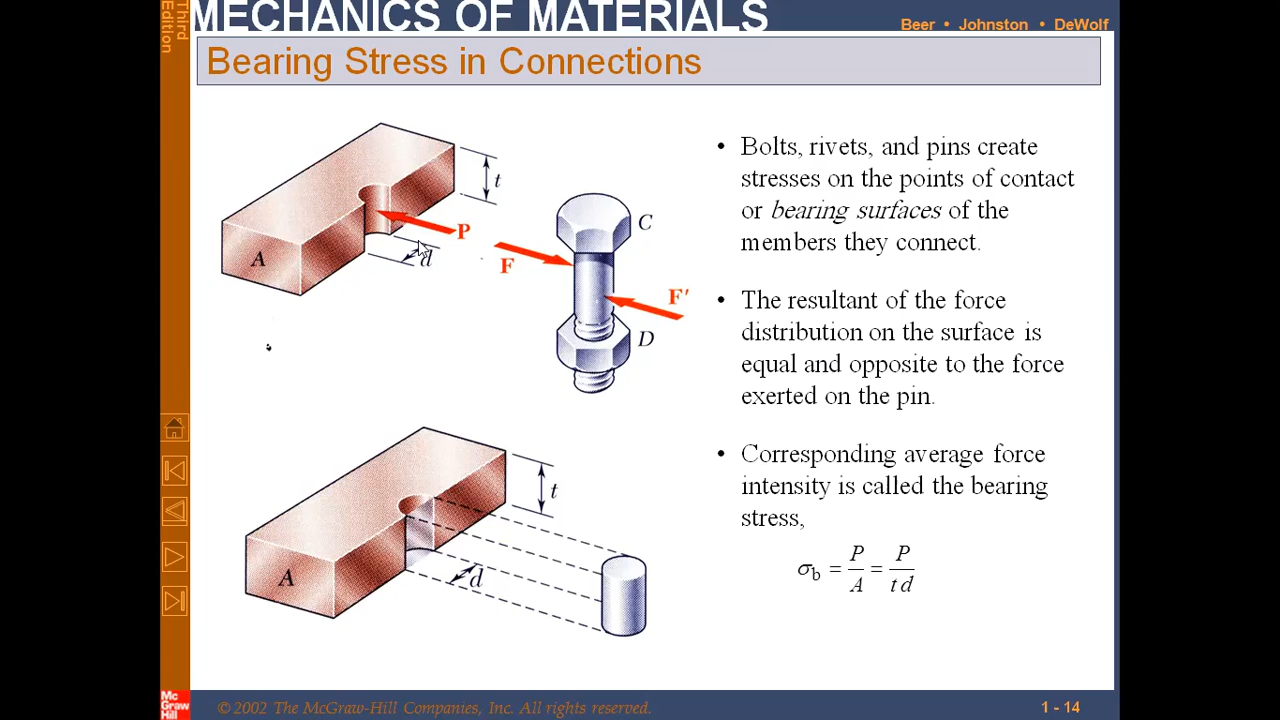 Third
Edition
MECHANICS OF MATERIALS
Beer • Johnston • DeWolf
Bearing Stress in Connections
t
A
P
d
F
C
F′
D
t
A
d
• Bolts, rivets, and pins create
stresses on the points of contact
or bearing surfaces of the
members they connect.
• The resultant of the force
distribution on the surface is
equal and opposite to the force
exerted on the pin.
• Corresponding average force
intensity is called the bearing
stress,
σb = P/A = P/t d
Mc
Graw
Hill
© 2002 The McGraw-Hill Companies, Inc. All rights reserved.
1 - 14